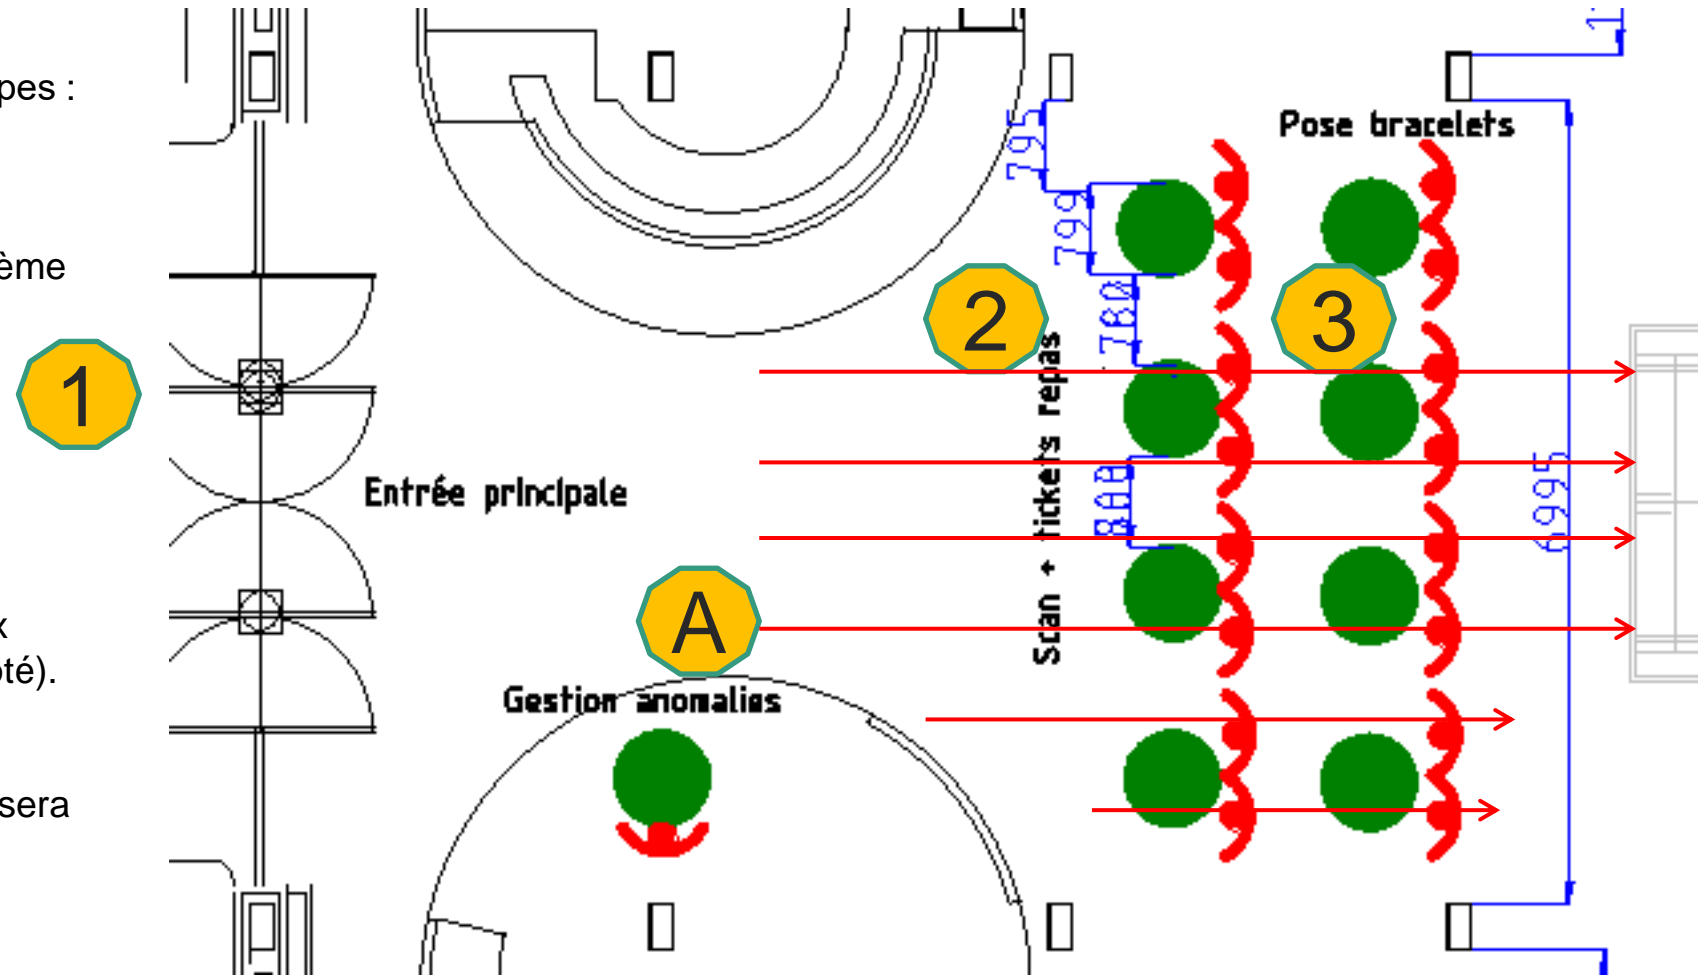 pes :
ème
x
oté).
sera
1
Entrée principale
A
Gestion anomalies
2
3
Pose bracelets
Scan + tickets repas
795
799
780
800
6995